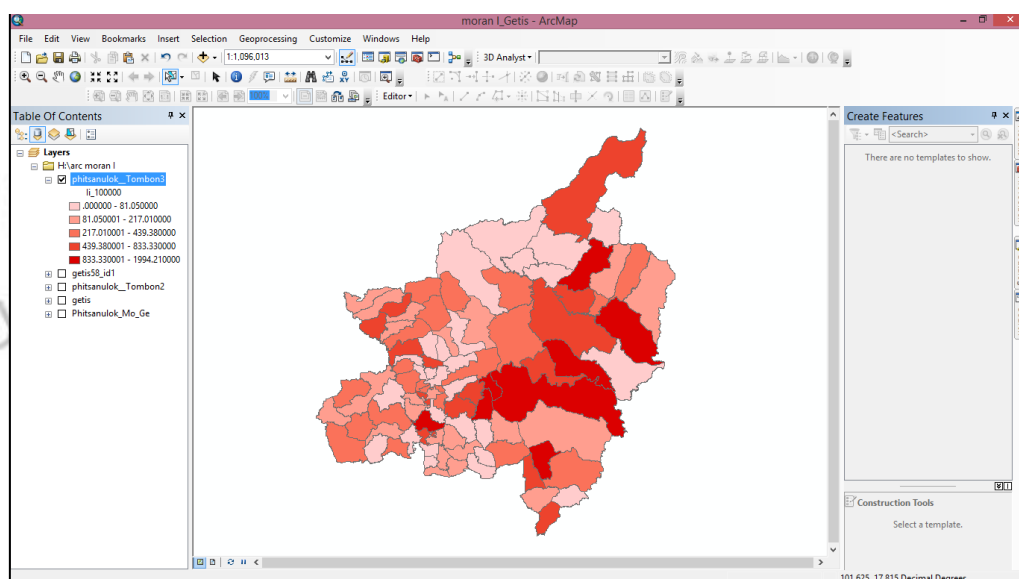 moran I_Getis - ArcMap
File Edit View Bookmarks Insert Selection Geoprocessing Customize Windows Help
1:1,096,013
3D Analyst
Editor
Table Of Contents
Layers
H:\arc moran I
phitsanulok__Tombon3
li_100000
.000000 - 81.050000
81.050001 - 217.010000
217.010001 - 439.380000
439.380001 - 833.330000
833.330001 - 1994.210000
getis58_id1
phitsanulok__Tombon2
getis
Phitsanulok_Mo_Ge
Create Features
<Search>
There are no templates to show.
Construction Tools
Select a template.
101.625 17.815 Decimal Degrees